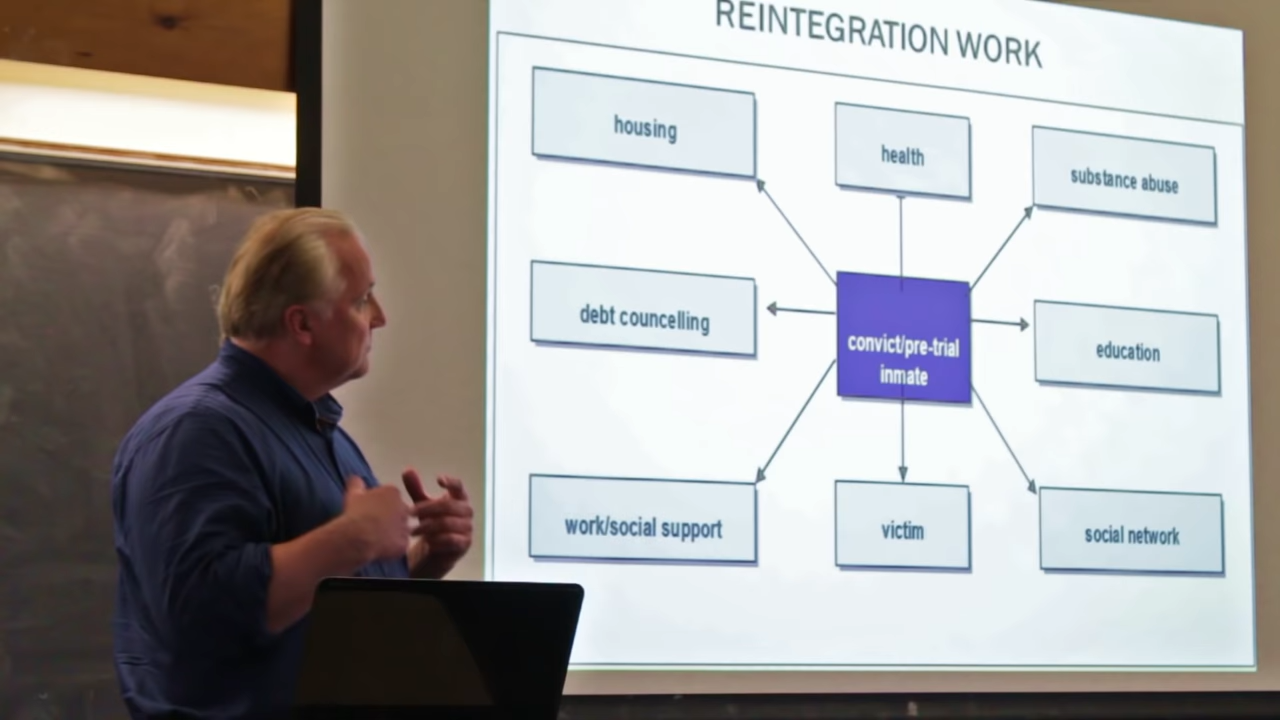 REINTEGRATION WORK
housing
health
substance abuse
debt councelling
convict/pre-trial
inmate
education
work/social support
victim
social network